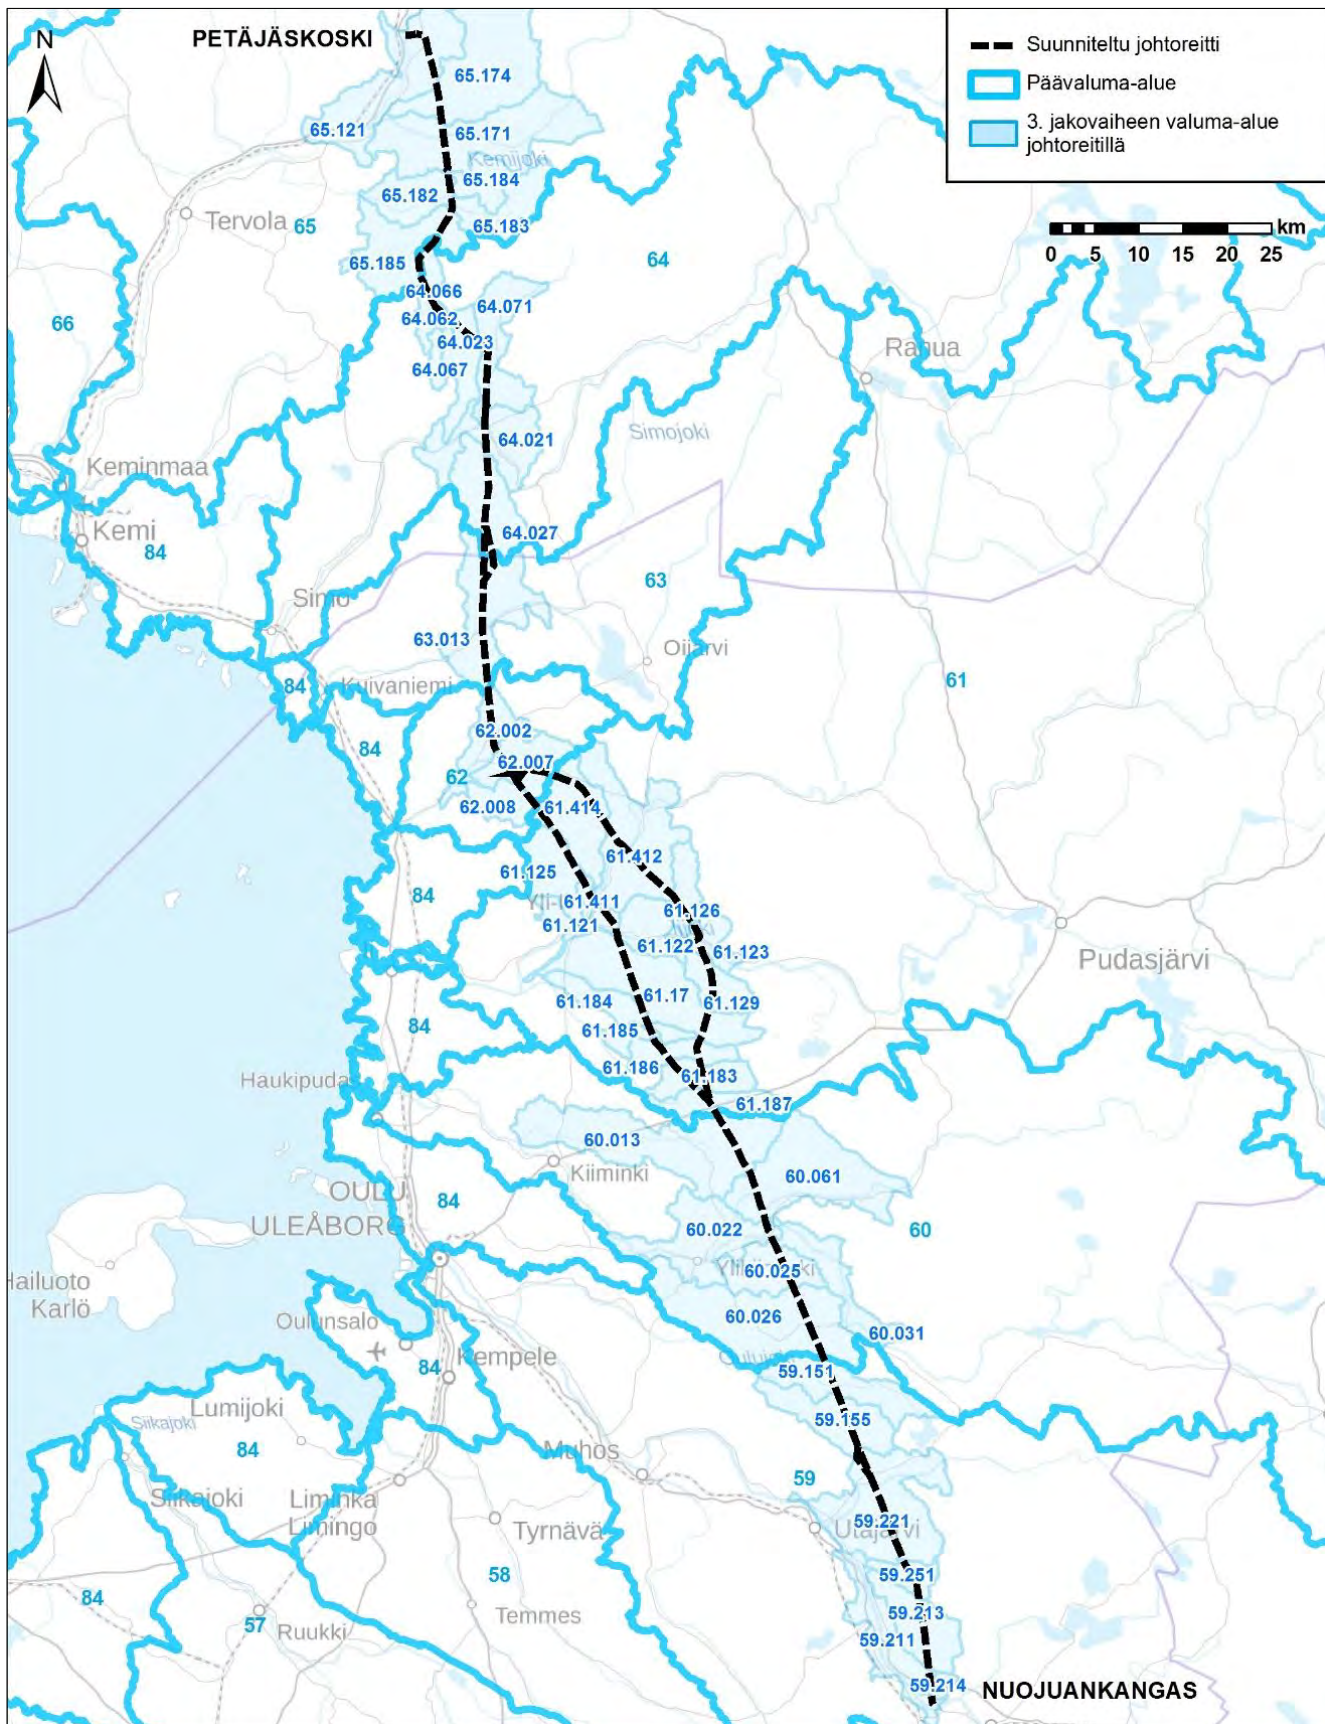 N
PETÄJÄSKOSKI
Suunniteltu johtoreitti
Päävaluma-alue
3. jakovaiheen valuma-alue
johtoreitillä
km
0 5 10 15 20 25
65.174
65.121
65.171
Kemijoki
65.184
65.182
Tervola
65
65.183
65.185
64
64.066
64.071
64.062
66
64.023
Ranua
64.067
Simojoki
64.021
Keminmaa
Kemi
64.027
84
63
Simo
63.013
Oijärvi
61
84
Kuivaniemi
62.002
84
62.007
62
62.008
61.414
61.412
61.125
84
61.411
61.126
61.121
61.122
61.123
Pudasjärvi
61.17
61.184
61.129
84
61.185
61.186
61.183
Haukipudas
61.187
60.013
Kiiminki
60.061
OULU
84
ULEÅBORG
60.022
60
60.025
Hailuoto
Karlö
60.026
Oulunsalo
60.031
Kempele
84
59.151
Lumijoki
Siikajoki
59.155
84
Muhos
59
Siikajoki
Liminka
Limingo
Tyrnävä
59.221
Utajärvi
58
59.251
84
57
Temmes
59.213
Ruukki
59.211
59.214
NUOJUANKANGAS